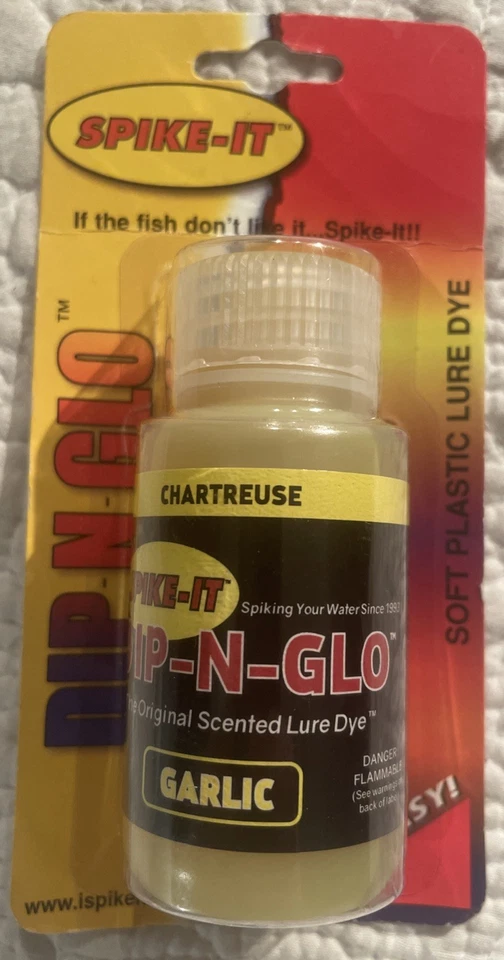 SPIKE-IT™
If the fish don't like it...Spike-It!!
DIP-N-GLO™
SOFT PLASTIC LURE DYE
CHARTREUSE
SPIKE-IT™
Spiking Your Water Since
DIP-N-GLO™
The Original Scented Lure Dye™
GARLIC
DANGER
FLAMMABLE
(See warnings
back of label
www.ispike